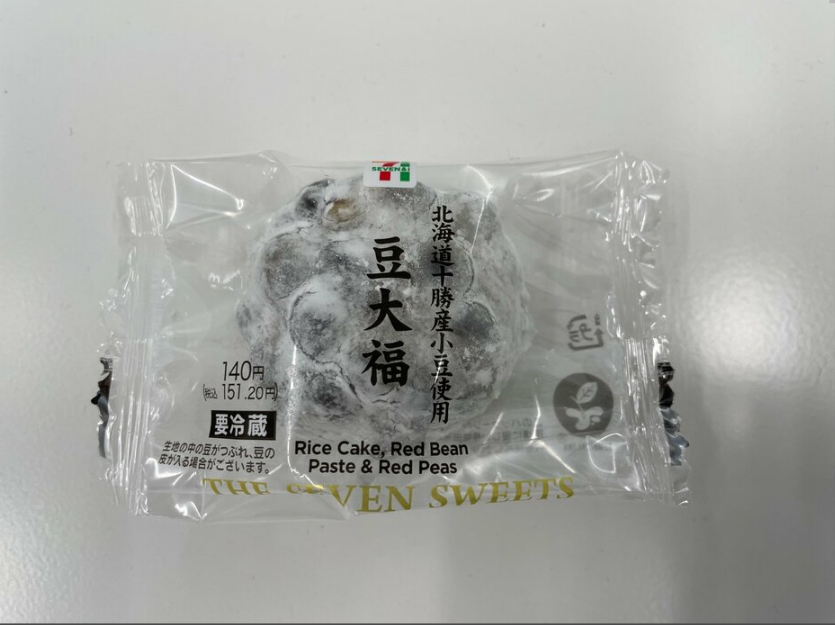 SEVEN&i
北海道十勝産小豆使用
豆大福
140円
(税込 151.20円)
要冷蔵
生地の中の豆がつぶれ、豆の
皮が入る場合がございます。
Rice Cake, Red Bean
Paste & Red Peas
THE SEVEN SWEETS